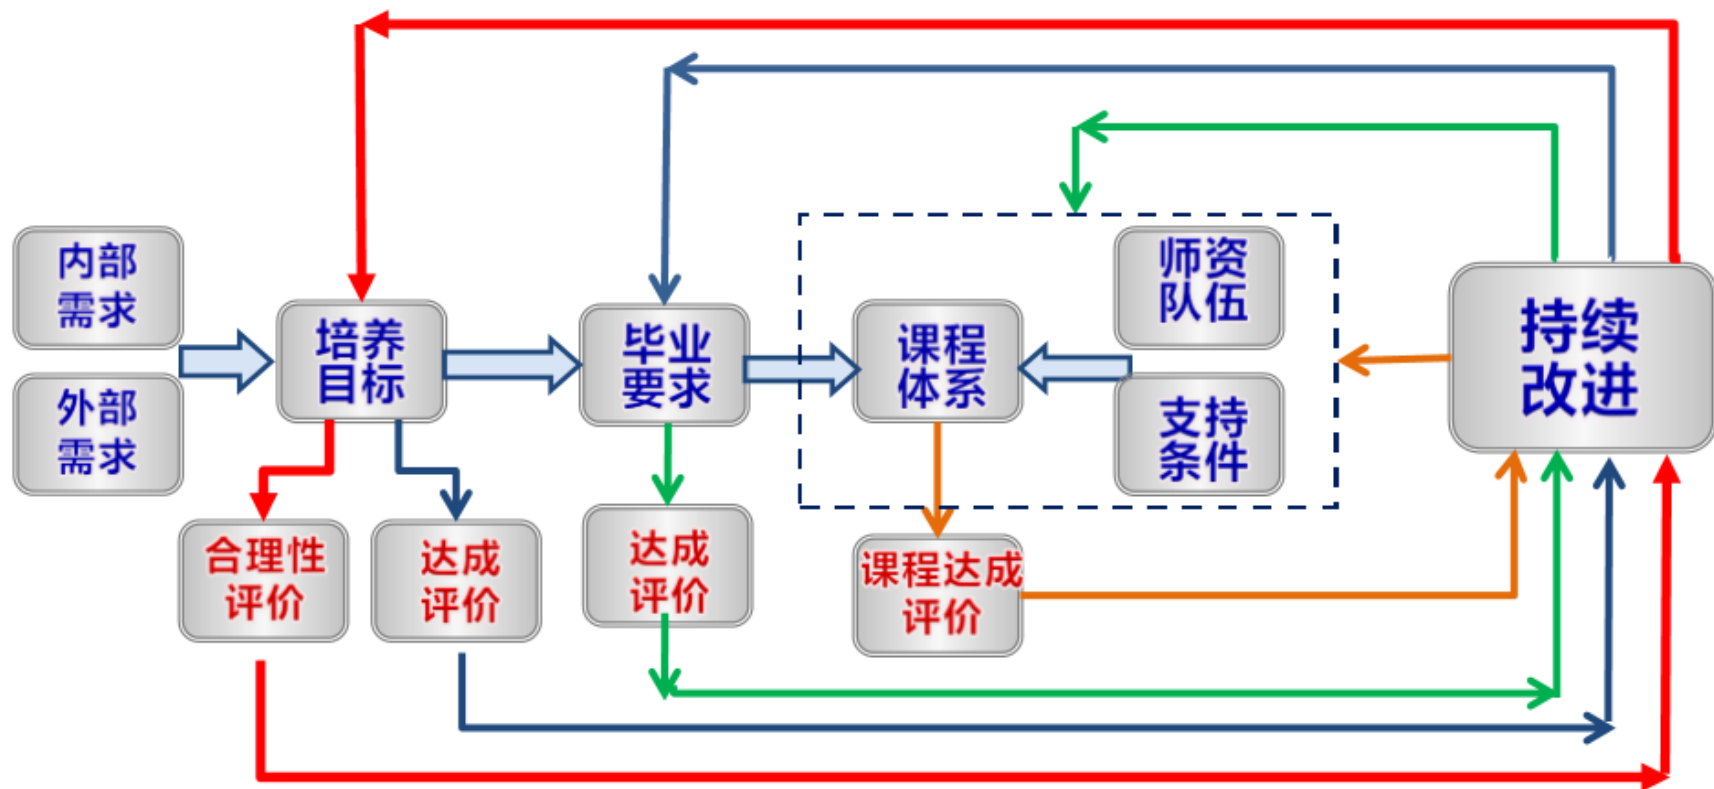 内部
需求
外部
需求
培养
目标
毕业
要求
课程
体系
师资
队伍
支持
条件
持续
改进
合理性
评价
达成
评价
达成
评价
课程达成
评价